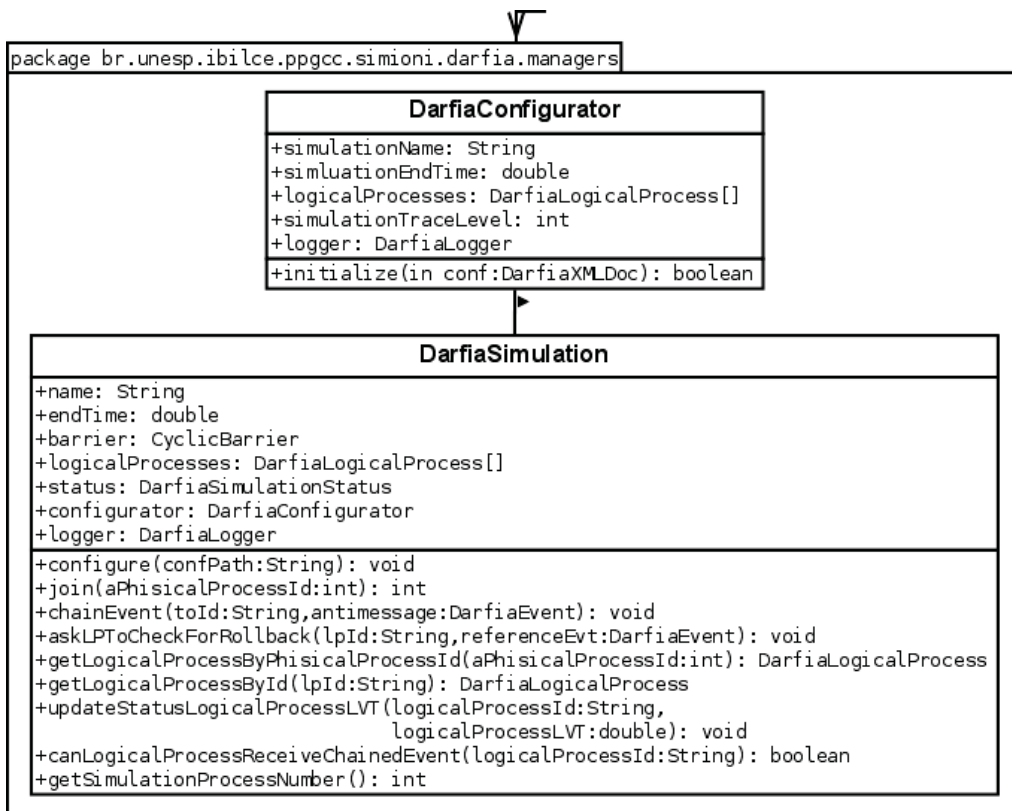 package br.unesp.ibilce.ppgcc.simioni.darfia.managers
DarfiaConfigurator
+simulationName: String
+simluationEndTime: double
+logicalProcesses: DarfiaLogicalProcess[]
+simulationTraceLevel: int
+logger: DarfiaLogger
+initialize(in conf:DarfiaXMLDoc): boolean
DarfiaSimulation
+name: String
+endTime: double
+barrier: CyclicBarrier
+logicalProcesses: DarfiaLogicalProcess[]
+status: DarfiaSimulationStatus
+configurator: DarfiaConfigurator
+logger: DarfiaLogger
+configure(confPath:String): void
+join(aPhisicalProcessId:int): int
+chainEvent(toId:String,antimessage:DarfiaEvent): void
+askLPToCheckForRollback(lpId:String,referenceEvt:DarfiaEvent): void
+getLogicalProcessByPhisicalProcessId(aPhisicalProcessId:int): DarfiaLogicalProcess
+getLogicalProcessById(lpId:String): DarfiaLogicalProcess
+updateStatusLogicalProcessLVT(logicalProcessId:String,
logicalProcessLVT:double): void
+canLogicalProcessReceiveChainedEvent(logicalProcessId:String): boolean
+getSimulationProcessNumber(): int